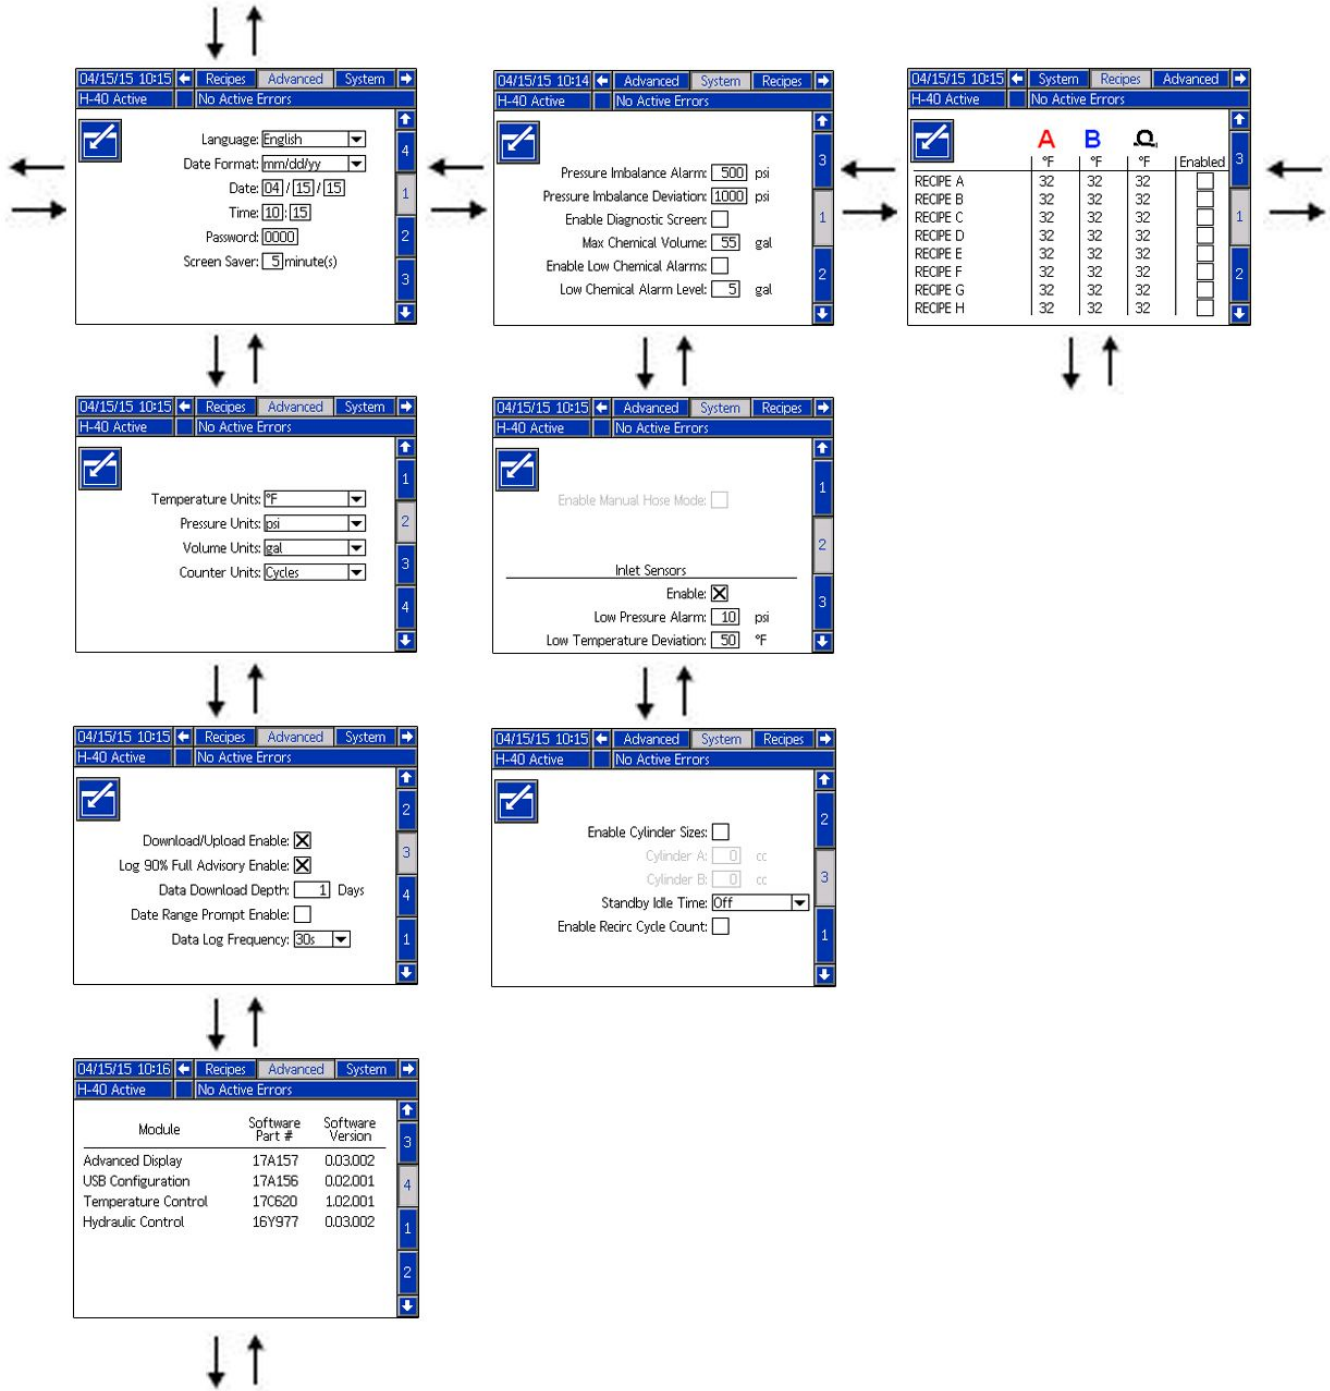 04/15/15 10:15 Recipes Advanced System
H-40 Active No Active Errors
Language: English
Date Format: mm/dd/yy
Date: 04 / 15 / 15
Time: 10 : 15
Password: 0000
Screen Saver: 5 minute(s)
4
1
2
3
04/15/15 10:14 Advanced System Recipes
H-40 Active No Active Errors
Pressure Imbalance Alarm: 500 psi
Pressure Imbalance Deviation: 1000 psi
Enable Diagnostic Screen:
Max Chemical Volume: 55 gal
Enable Low Chemical Alarms:
Low Chemical Alarm Level: 5 gal
3
1
2
04/15/15 10:15 System Recipes Advanced
H-40 Active No Active Errors
A B
°F °F °F Enabled
RECIPE A 32 32 32
RECIPE B 32 32 32
RECIPE C 32 32 32
RECIPE D 32 32 32
RECIPE E 32 32 32
RECIPE F 32 32 32
RECIPE G 32 32 32
RECIPE H 32 32 32
3
1
2
04/15/15 10:15 Recipes Advanced System
H-40 Active No Active Errors
Temperature Units: °F
Pressure Units: psi
Volume Units: gal
Counter Units: Cycles
1
2
3
4
04/15/15 10:15 Advanced System Recipes
H-40 Active No Active Errors
Enable Manual Hose Mode:
Inlet Sensors
Enable:
Low Pressure Alarm: 10 psi
Low Temperature Deviation: 50 °F
1
2
3
04/15/15 10:15 Recipes Advanced System
H-40 Active No Active Errors
Download/Upload Enable:
Log 90% Full Advisory Enable:
Data Download Depth: 1 Days
Date Range Prompt Enable:
Data Log Frequency: 30s
2
3
4
1
04/15/15 10:15 Advanced System Recipes
H-40 Active No Active Errors
Enable Cylinder Sizes:
Cylinder A: 0 cc
Cylinder B: 0 cc
Standby Idle Time: Off
Enable Recirc Cycle Count:
2
3
1
04/15/15 10:16 Recipes Advanced System
H-40 Active No Active Errors
Module Software Part # Software Version
Advanced Display 17A157 0.03.002
USB Configuration 17A156 0.02.001
Temperature Control 17C620 1.02.001
Hydraulic Control 16Y977 0.03.002
3
4
1
2